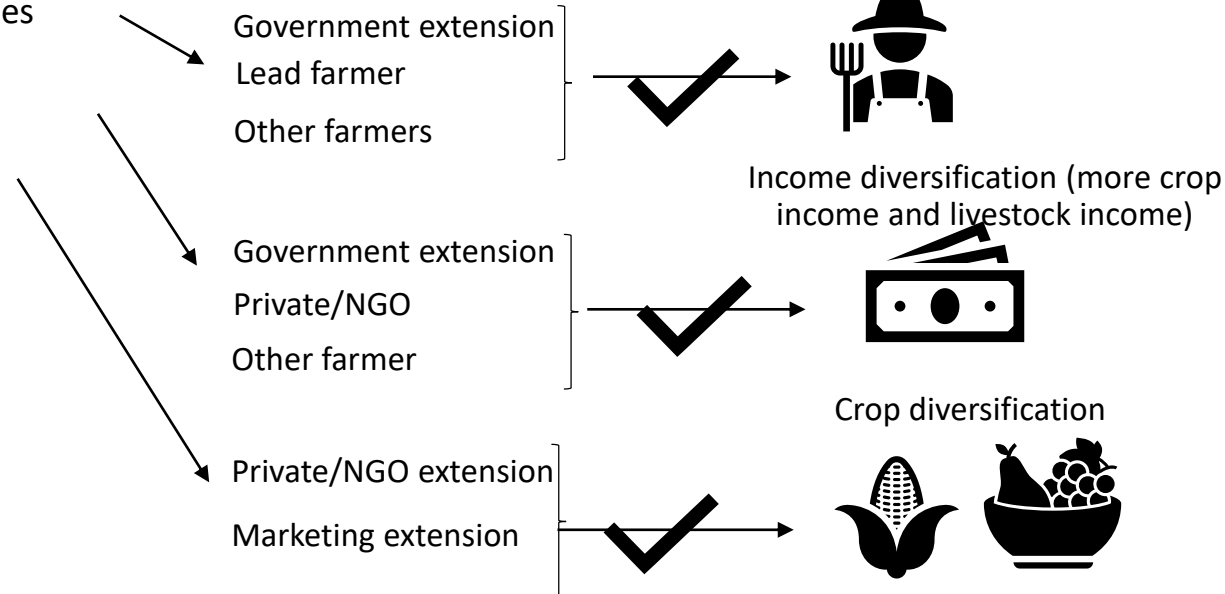 es
Government extension
Lead farmer
Other farmers
Income diversification (more crop
income and livestock income)
Government extension
Private/NGO
Other farmer
Crop diversification
Private/NGO extension
Marketing extension